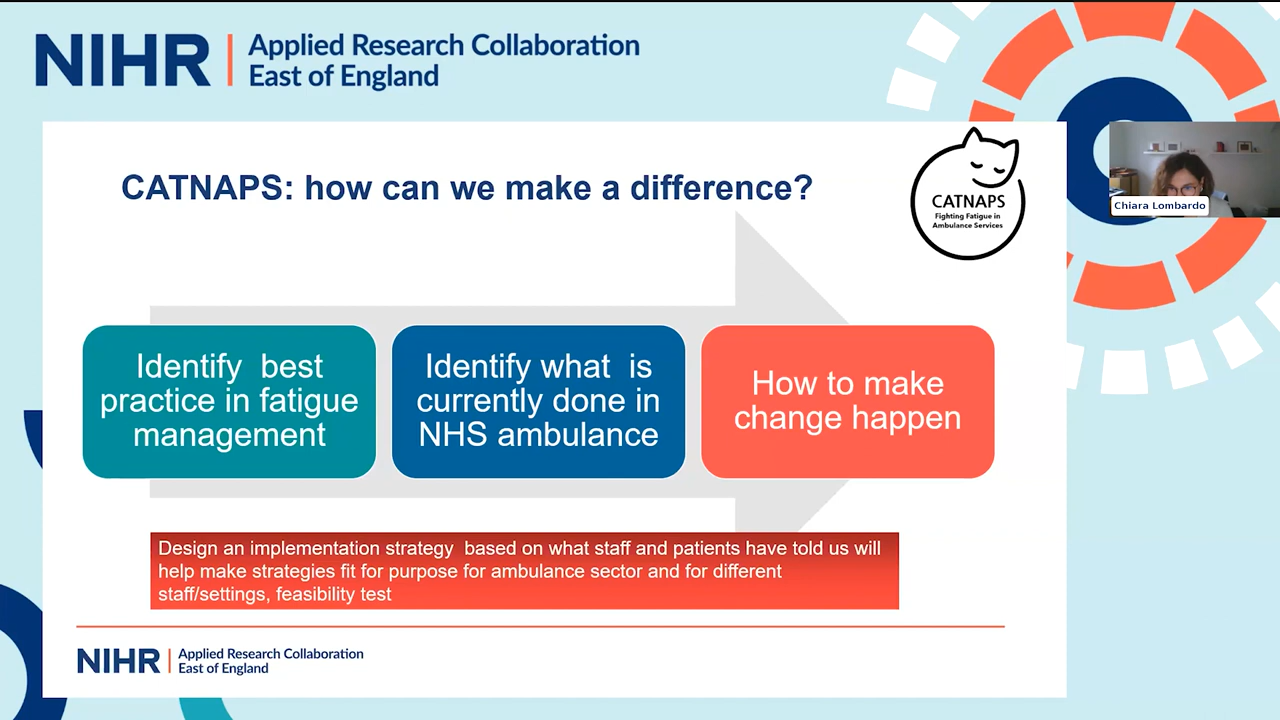 NIHR | Applied Research Collaboration
East of England
CATNAPS: how can we make a difference?
CATNAPS
Fighting Fatigue in
Ambulance Services
Chiara Lombardo
Identify best
practice in fatigue
management
Identify what is
currently done in
NHS ambulance
How to make
change happen
Design an implementation strategy based on what staff and patients have told us will
help make strategies fit for purpose for ambulance sector and for different
staff/settings, feasibility test
NIHR | Applied Research Collaboration
East of England